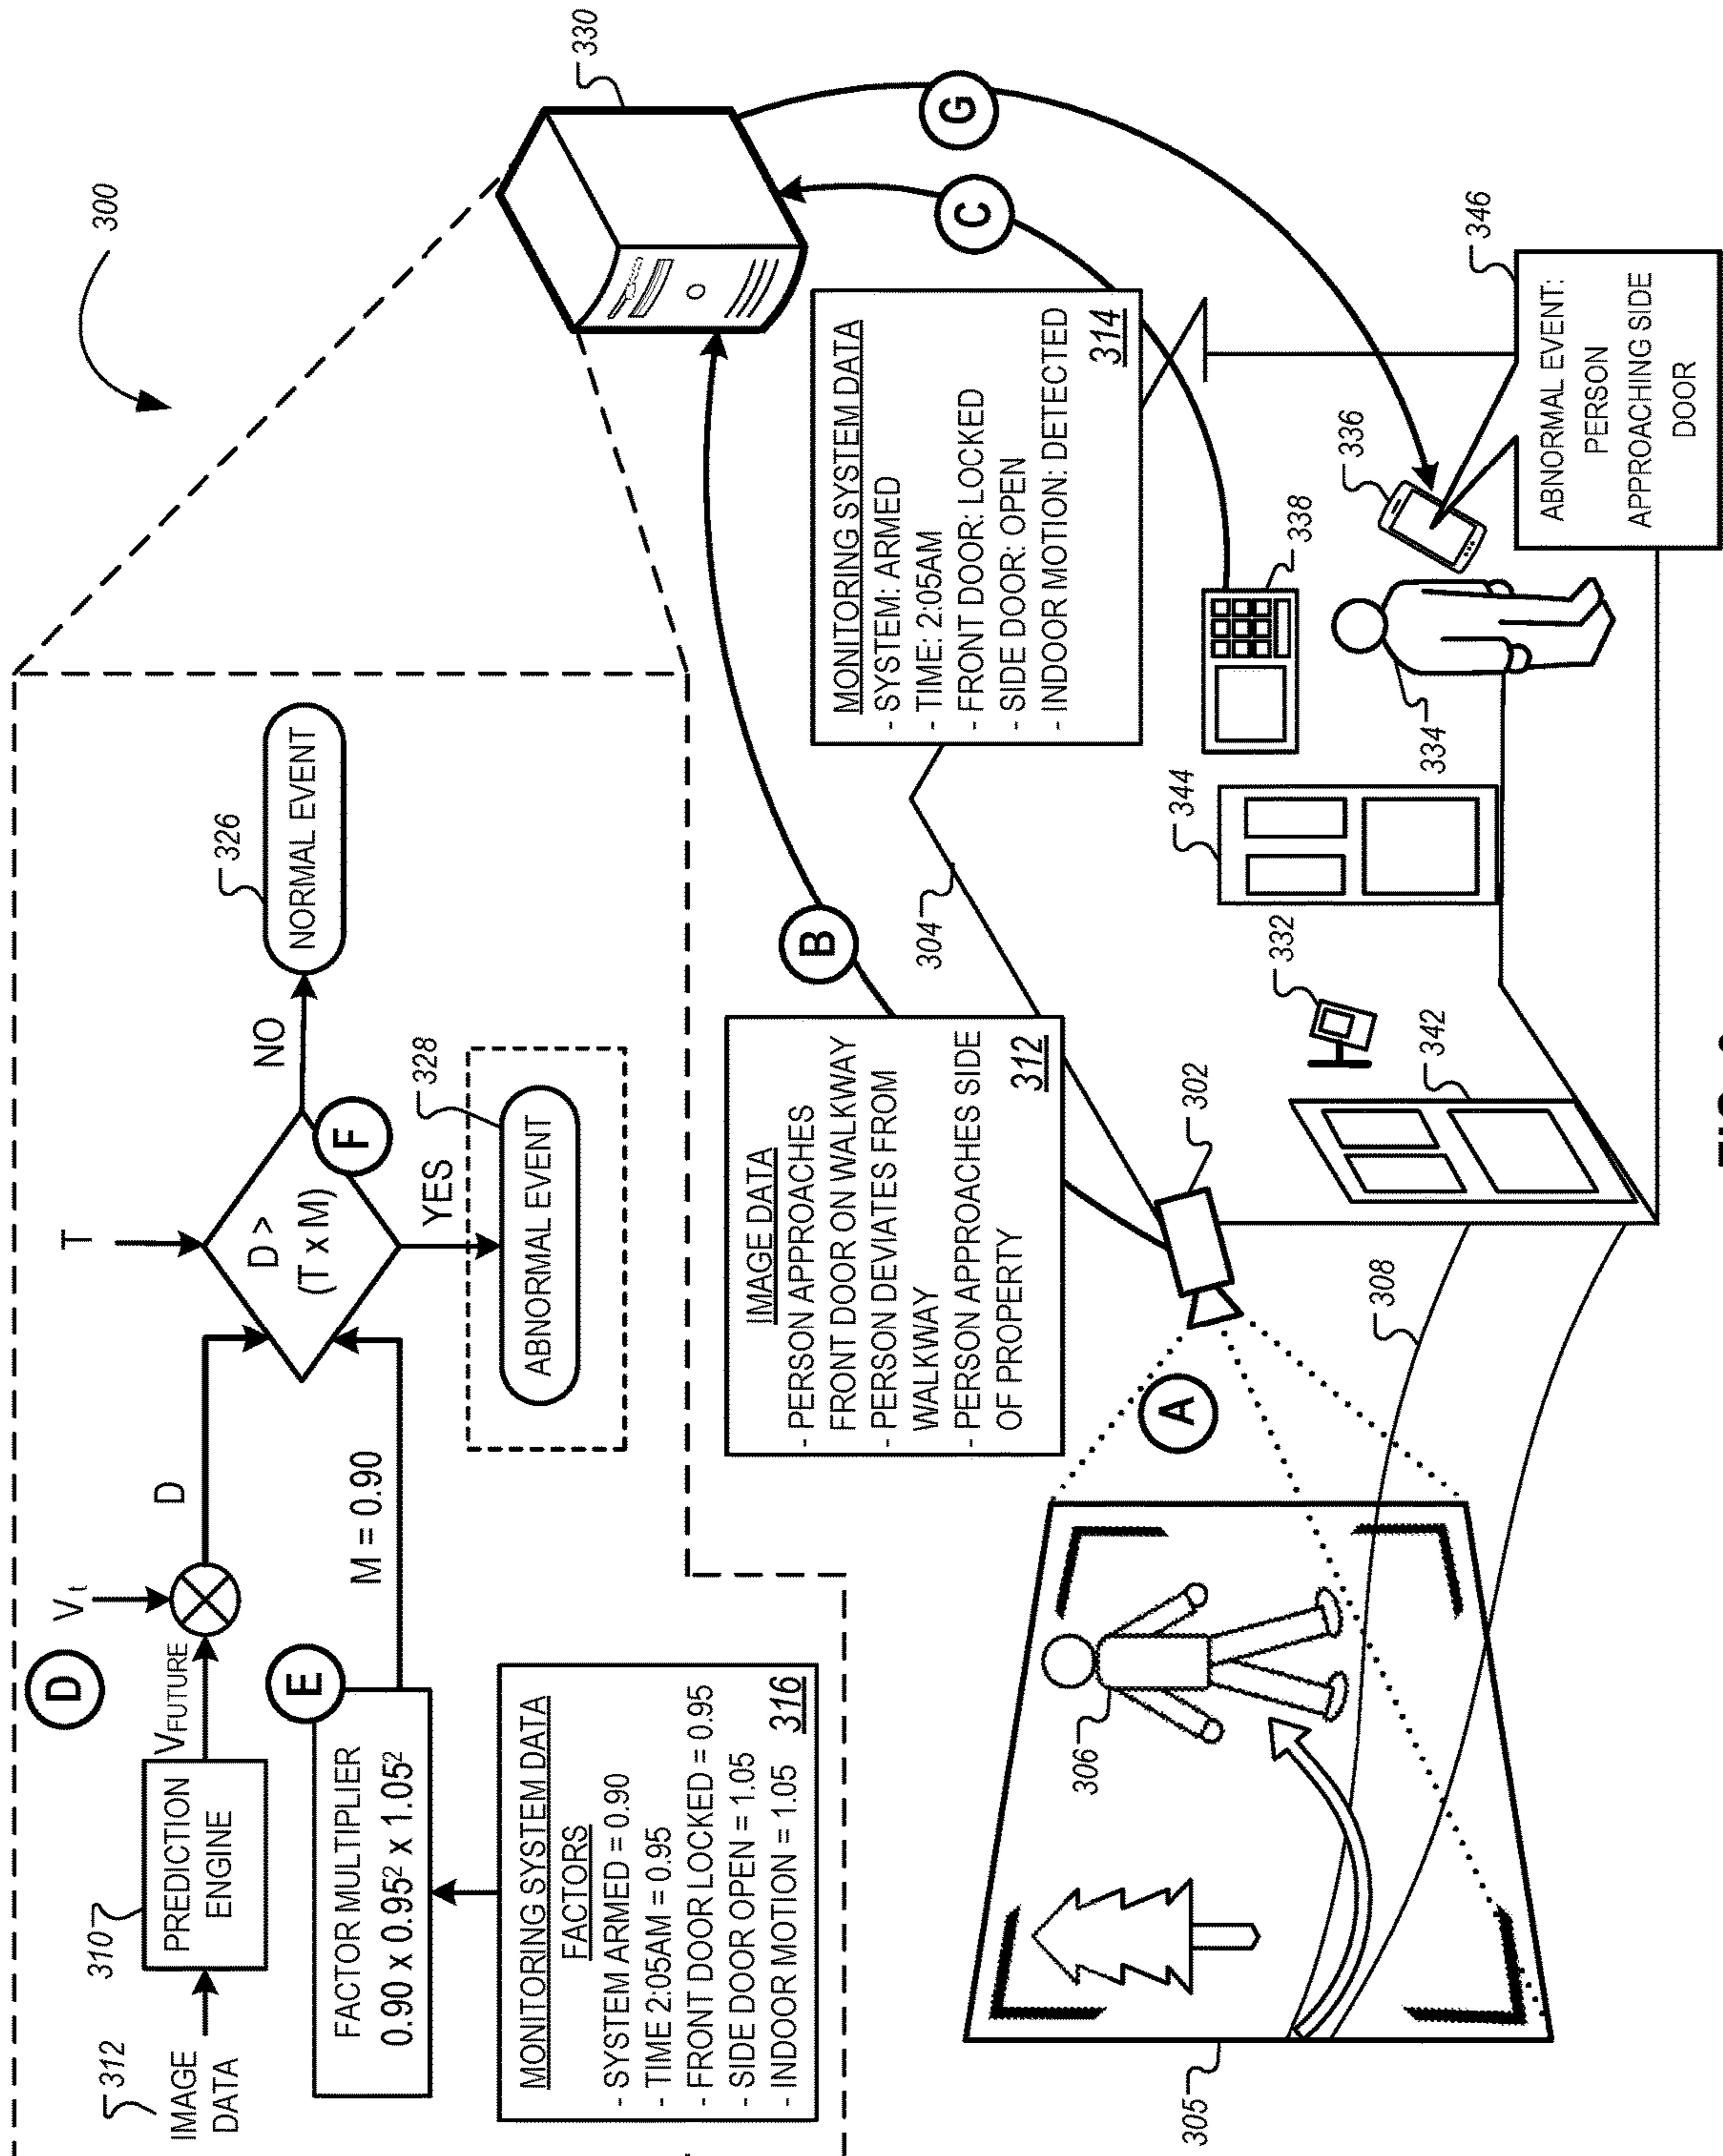 300
D
312
IMAGE
DATA
310
PREDICTION
ENGINE
VFUTURE
Vt
D
T
D >
(T x M)
F
NO
326
NORMAL EVENT
YES
328
ABNORMAL EVENT
E
FACTOR MULTIPLIER
0.90 x 0.95² x 1.05²
M = 0.90
MONITORING SYSTEM DATA
FACTORS
- SYSTEM ARMED = 0.90
- TIME 2:05AM = 0.95
- FRONT DOOR LOCKED = 0.95
- SIDE DOOR OPEN = 1.05
- INDOOR MOTION = 1.05
316
330
B
C
G
IMAGE DATA
- PERSON APPROACHES
FRONT DOOR ON WALKWAY
- PERSON DEVIATES FROM
WALKWAY
- PERSON APPROACHES SIDE
OF PROPERTY
312
MONITORING SYSTEM DATA
- SYSTEM: ARMED
- TIME: 2:05AM
- FRONT DOOR: LOCKED
- SIDE DOOR: OPEN
- INDOOR MOTION: DETECTED
314
304
A
302
305
306
308
332
342
344
338
334
336
346
ABNORMAL EVENT:
PERSON
APPROACHING SIDE
DOOR